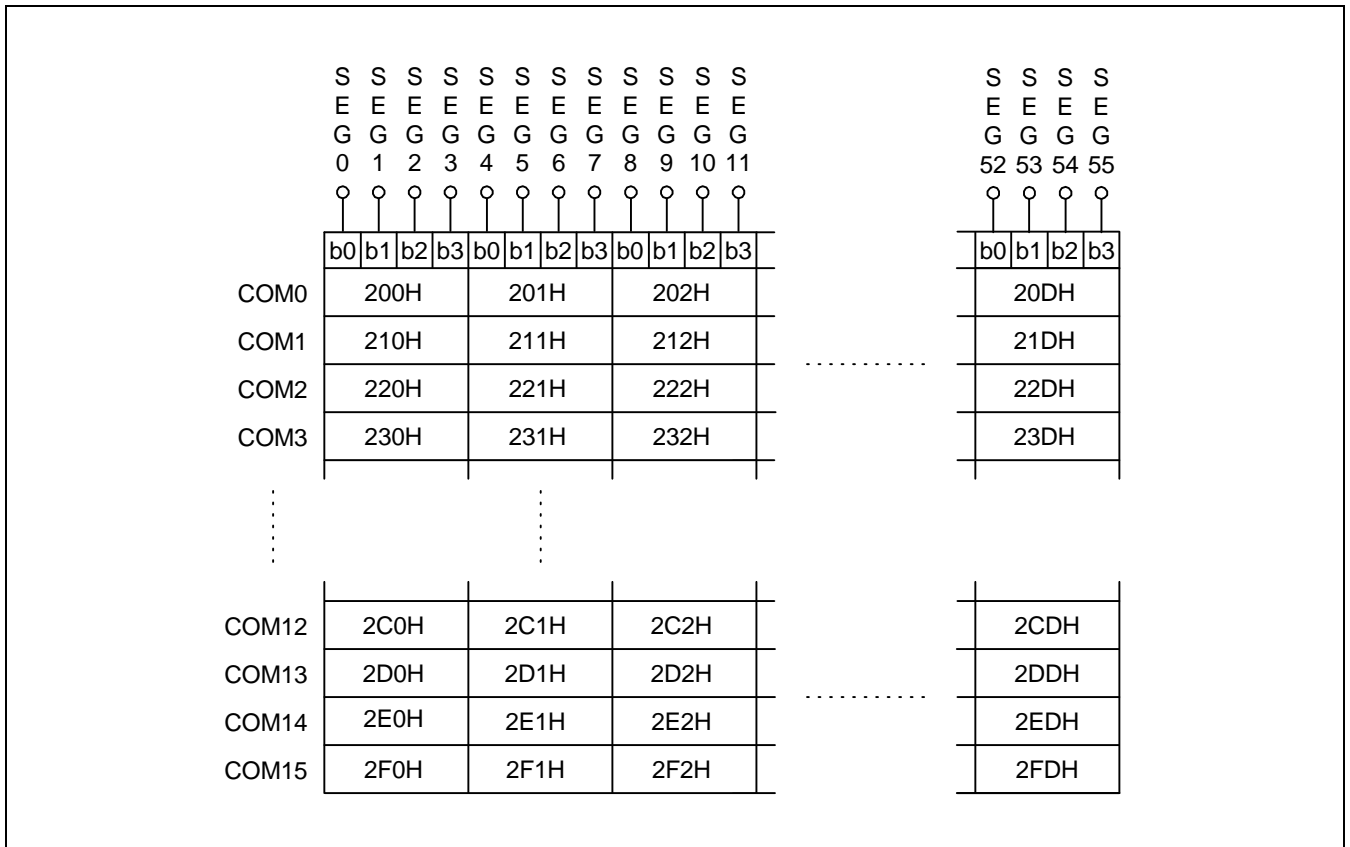 S S S S S S S S S S S S S S S S
E E E E E E E E E E E E E E E E
G G G G G G G G G G G G G G G G
0 1 2 3 4 5 6 7 8 9 10 11 52 53 54 55
b0 b1 b2 b3 b0 b1 b2 b3 b0 b1 b2 b3 b0 b1 b2 b3
COM0 200H 201H 202H 20DH
COM1 210H 211H 212H 21DH
COM2 220H 221H 222H 22DH
COM3 230H 231H 232H 23DH
COM12 2C0H 2C1H 2C2H 2CDH
COM13 2D0H 2D1H 2D2H 2DDH
COM14 2E0H 2E1H 2E2H 2EDH
COM15 2F0H 2F1H 2F2H 2FDH